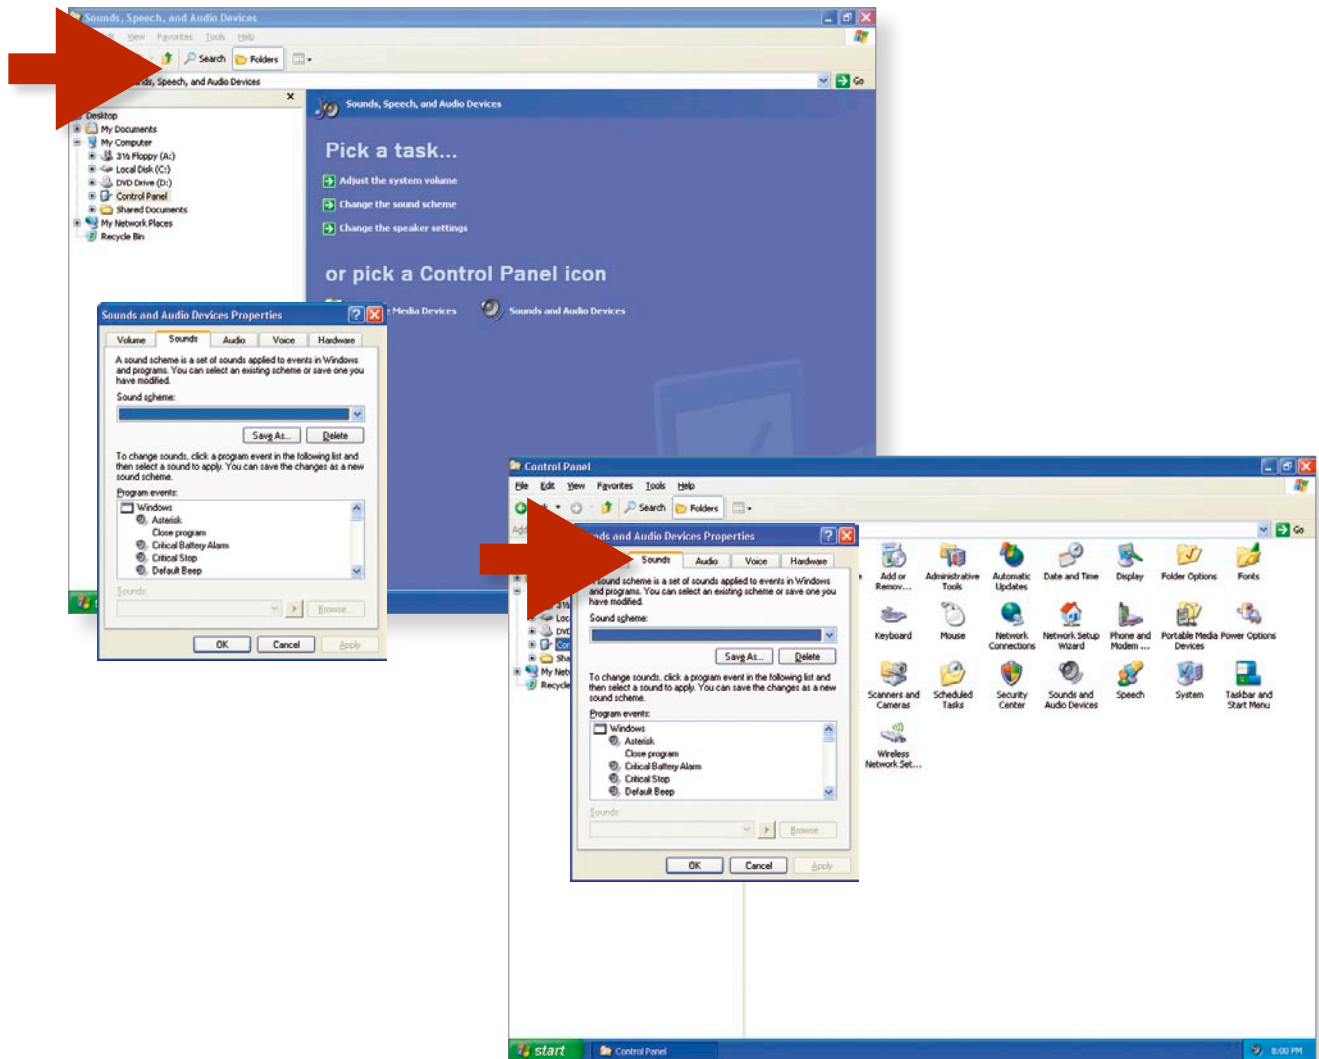 Sounds, Speech, and Audio Devices
View Favorites Tools Help
Search Folders
Speech, and Audio Devices
Go
Desktop
My Documents
My Computer
3½ Floppy (A:)
Local Disk (C:)
DVD Drive (D:)
Control Panel
Shared Documents
My Network Places
Recycle Bin
Sounds, Speech, and Audio Devices
Pick a task...
Adjust the system volume
Change the sound scheme
Change the speaker settings
or pick a Control Panel icon
Media Devices
Sounds and Audio Devices
Sounds and Audio Devices Properties
Volume Sounds Audio Voice Hardware
A sound scheme is a set of sounds applied to events in Windows
and programs. You can select an existing scheme or save one you
have modified.
Sound scheme:
Save As... Delete
To change sounds, click a program event in the following list and
then select a sound to apply. You can save the changes as a new
sound scheme.
Program events:
Windows
Asterisk
Close program
Critical Battery Alarm
Critical Stop
Default Beep
Sounds:
Browse...
OK Cancel Apply
Control Panel
File Edit View Favorites Tools Help
Search Folders
Go
My Net
Recycle
and Audio Devices Properties
Sounds Audio Voice Hardware
sound scheme is a set of sounds applied to events in Windows
and programs. You can select an existing scheme or save one you
have modified.
Sound scheme:
Save As... Delete
To change sounds, click a program event in the following list and
then select a sound to apply. You can save the changes as a new
sound scheme.
Program events:
Windows
Asterisk
Close program
Critical Battery Alarm
Critical Stop
Default Beep
Sounds:
Browse...
OK Cancel Apply
Add or Remov...
Administrative Tools
Automatic Updates
Date and Time
Display
Folder Options
Fonts
Keyboard
Mouse
Network Connections
Network Setup Wizard
Phone and Modem ...
Portable Media Devices
Power Options
Scanners and Cameras
Scheduled Tasks
Security Center
Sounds and Audio Devices
Speech
System
Taskbar and Start Menu
Wireless Network Set...
start
Control Panel
8:00 PM